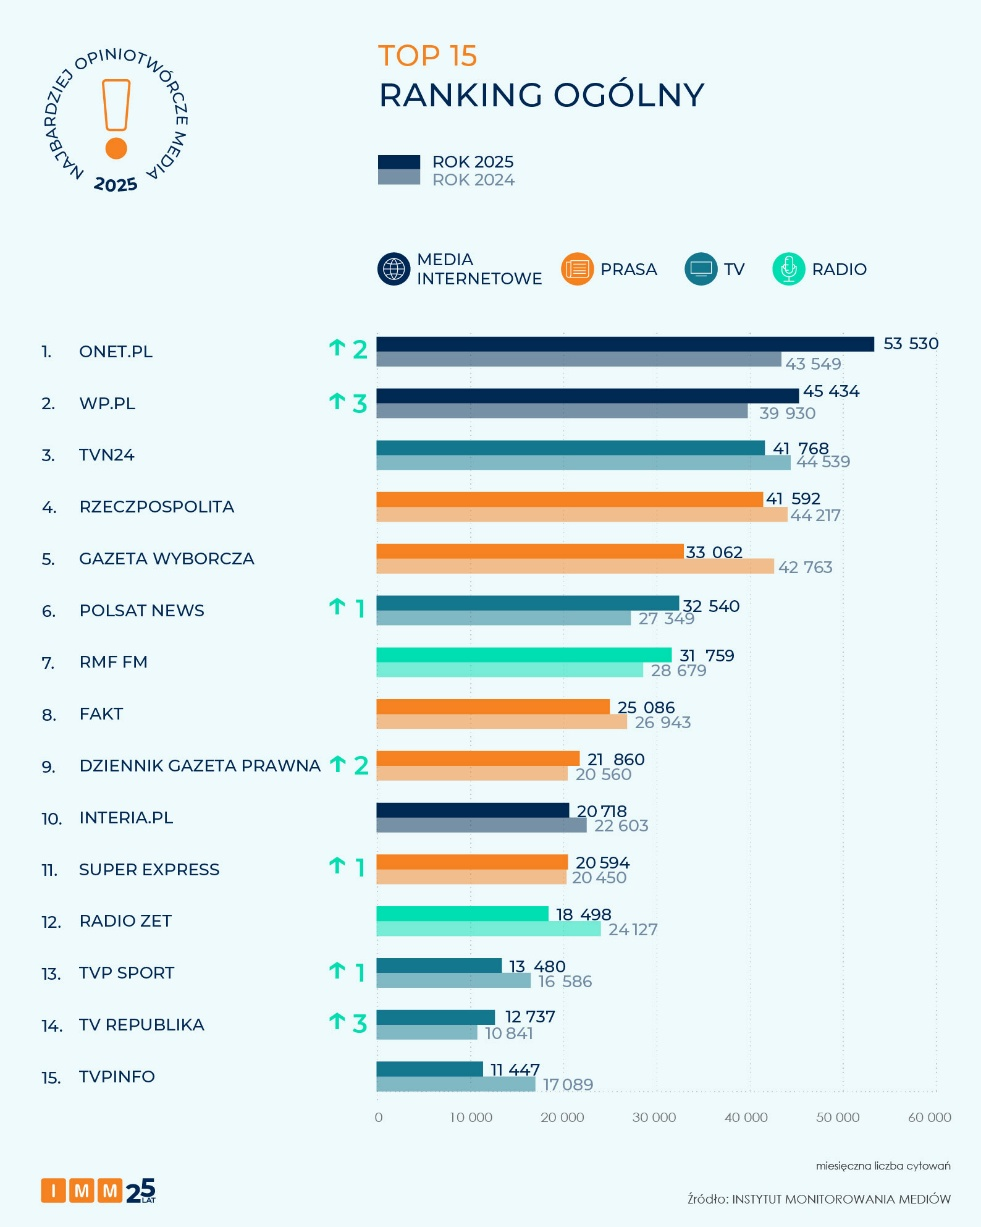 NAJBARDZIEJ OPINIOTWÓRCZE MEDIA
2025
TOP 15
RANKING OGÓLNY
ROK 2025
ROK 2024
MEDIA
INTERNETOWE
PRASA
TV
RADIO
1. ONET.PL 2 53 530
43 549
2. WP.PL 3 45 434
39 930
3. TVN24 41 768
44 539
4. RZECZPOSPOLITA 41 592
44 217
5. GAZETA WYBORCZA 33 062
42 763
6. POLSAT NEWS 1 32 540
27 349
7. RMF FM 31 759
28 679
8. FAKT 25 086
26 943
9. DZIENNIK GAZETA PRAWNA 2 21 860
20 560
10. INTERIA.PL 20 718
22 603
11. SUPER EXPRESS 1 20 594
20 450
12. RADIO ZET 18 498
24 127
13. TVP SPORT 1 13 480
16 586
14. TV REPUBLIKA 3 12 737
10 841
15. TVPINFO 11 447
17 089
0 10 000 20 000 30 000 40 000 50 000 60 000
miesięczna liczba cytowań
IMM 25 LAT
Źródło: INSTYTUT MONITOROWANIA MEDIÓW